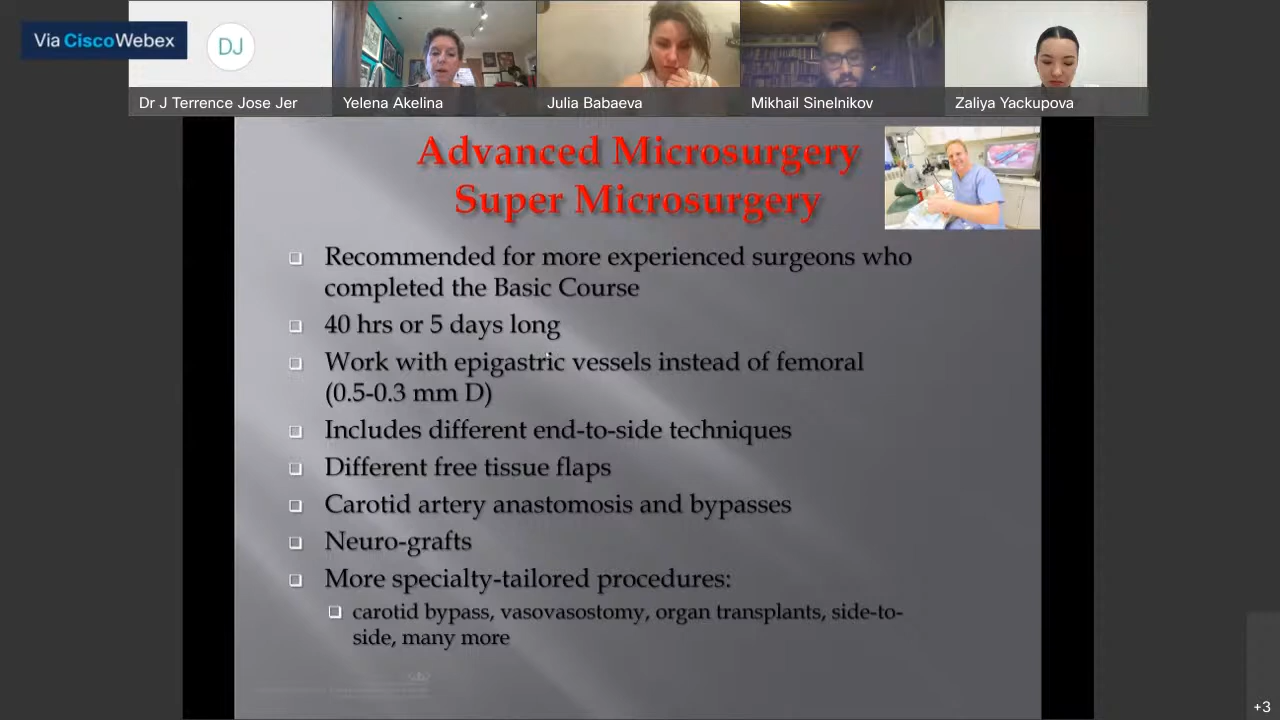 Via Cisco Webex
DJ
Dr J Terrence Jose Jer
Yelena Akelina
Julia Babaeva
Mikhail Sinelnikov
Zaliya Yackupova
Advanced Microsurgery
Super Microsurgery
Recommended for more experienced surgeons who
completed the Basic Course
40 hrs or 5 days long
Work with epigastric vessels instead of femoral
(0.5-0.3 mm D)
Includes different end-to-side techniques
Different free tissue flaps
Carotid artery anastomosis and bypasses
Neuro-grafts
More specialty-tailored procedures:
carotid bypass, vasovasostomy, organ transplants, side-to-
side, many more
+3